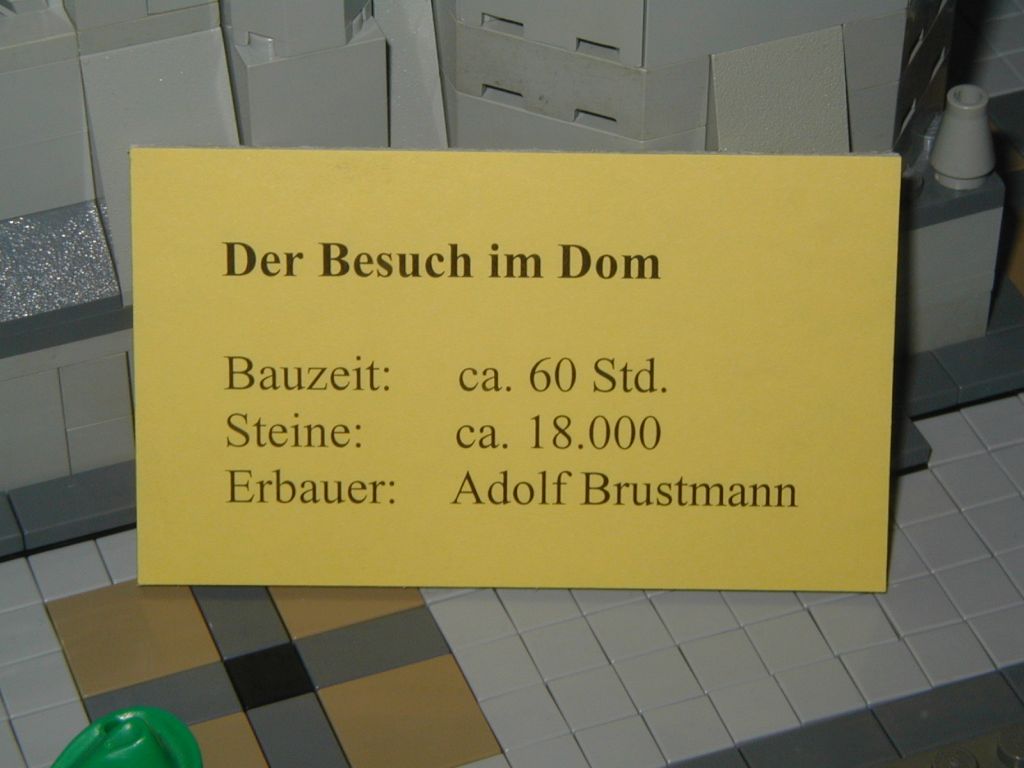 Der Besuch im Dom
Bauzeit: ca. 60 Std.
Steine: ca. 18.000
Erbauer: Adolf Brustmann